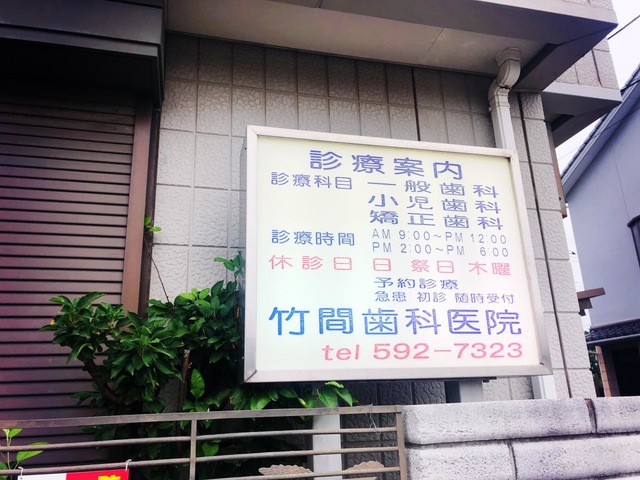 診療案内
診療科目 一般歯科
小児歯科
矯正歯科
診療時間 AM 9:00~PM 12:00
PM 2:00~PM 6:00
休診日 日 祭日 木曜
予約診療
急患 初診 随時受付
竹間歯科医院
tel 592-7323